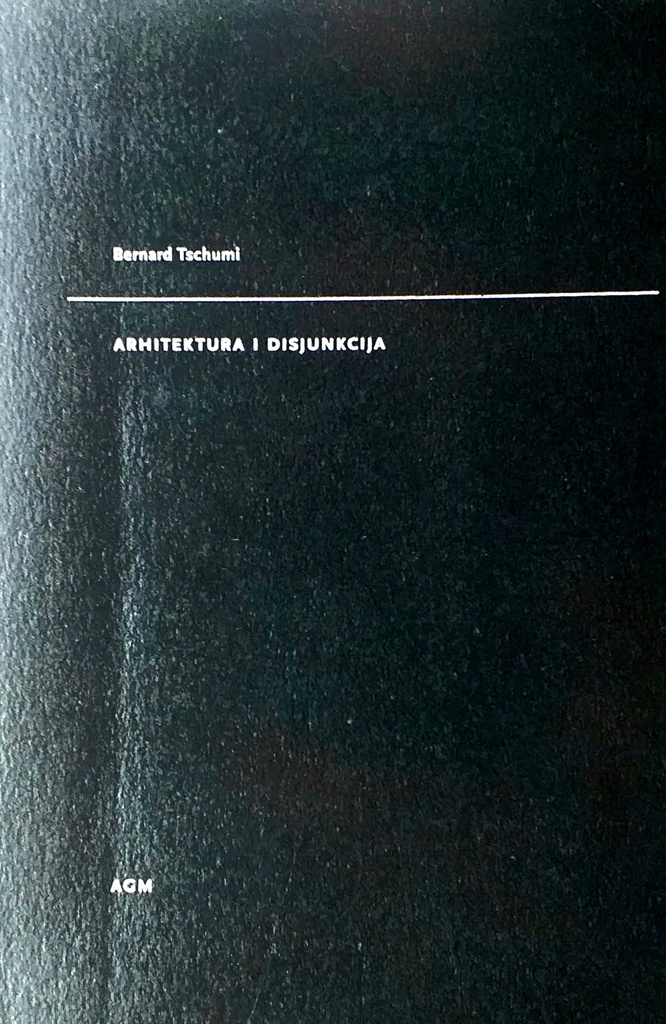 Bernard Tschumi
ARHITEKTURA I DISJUNKCIJA
AGM